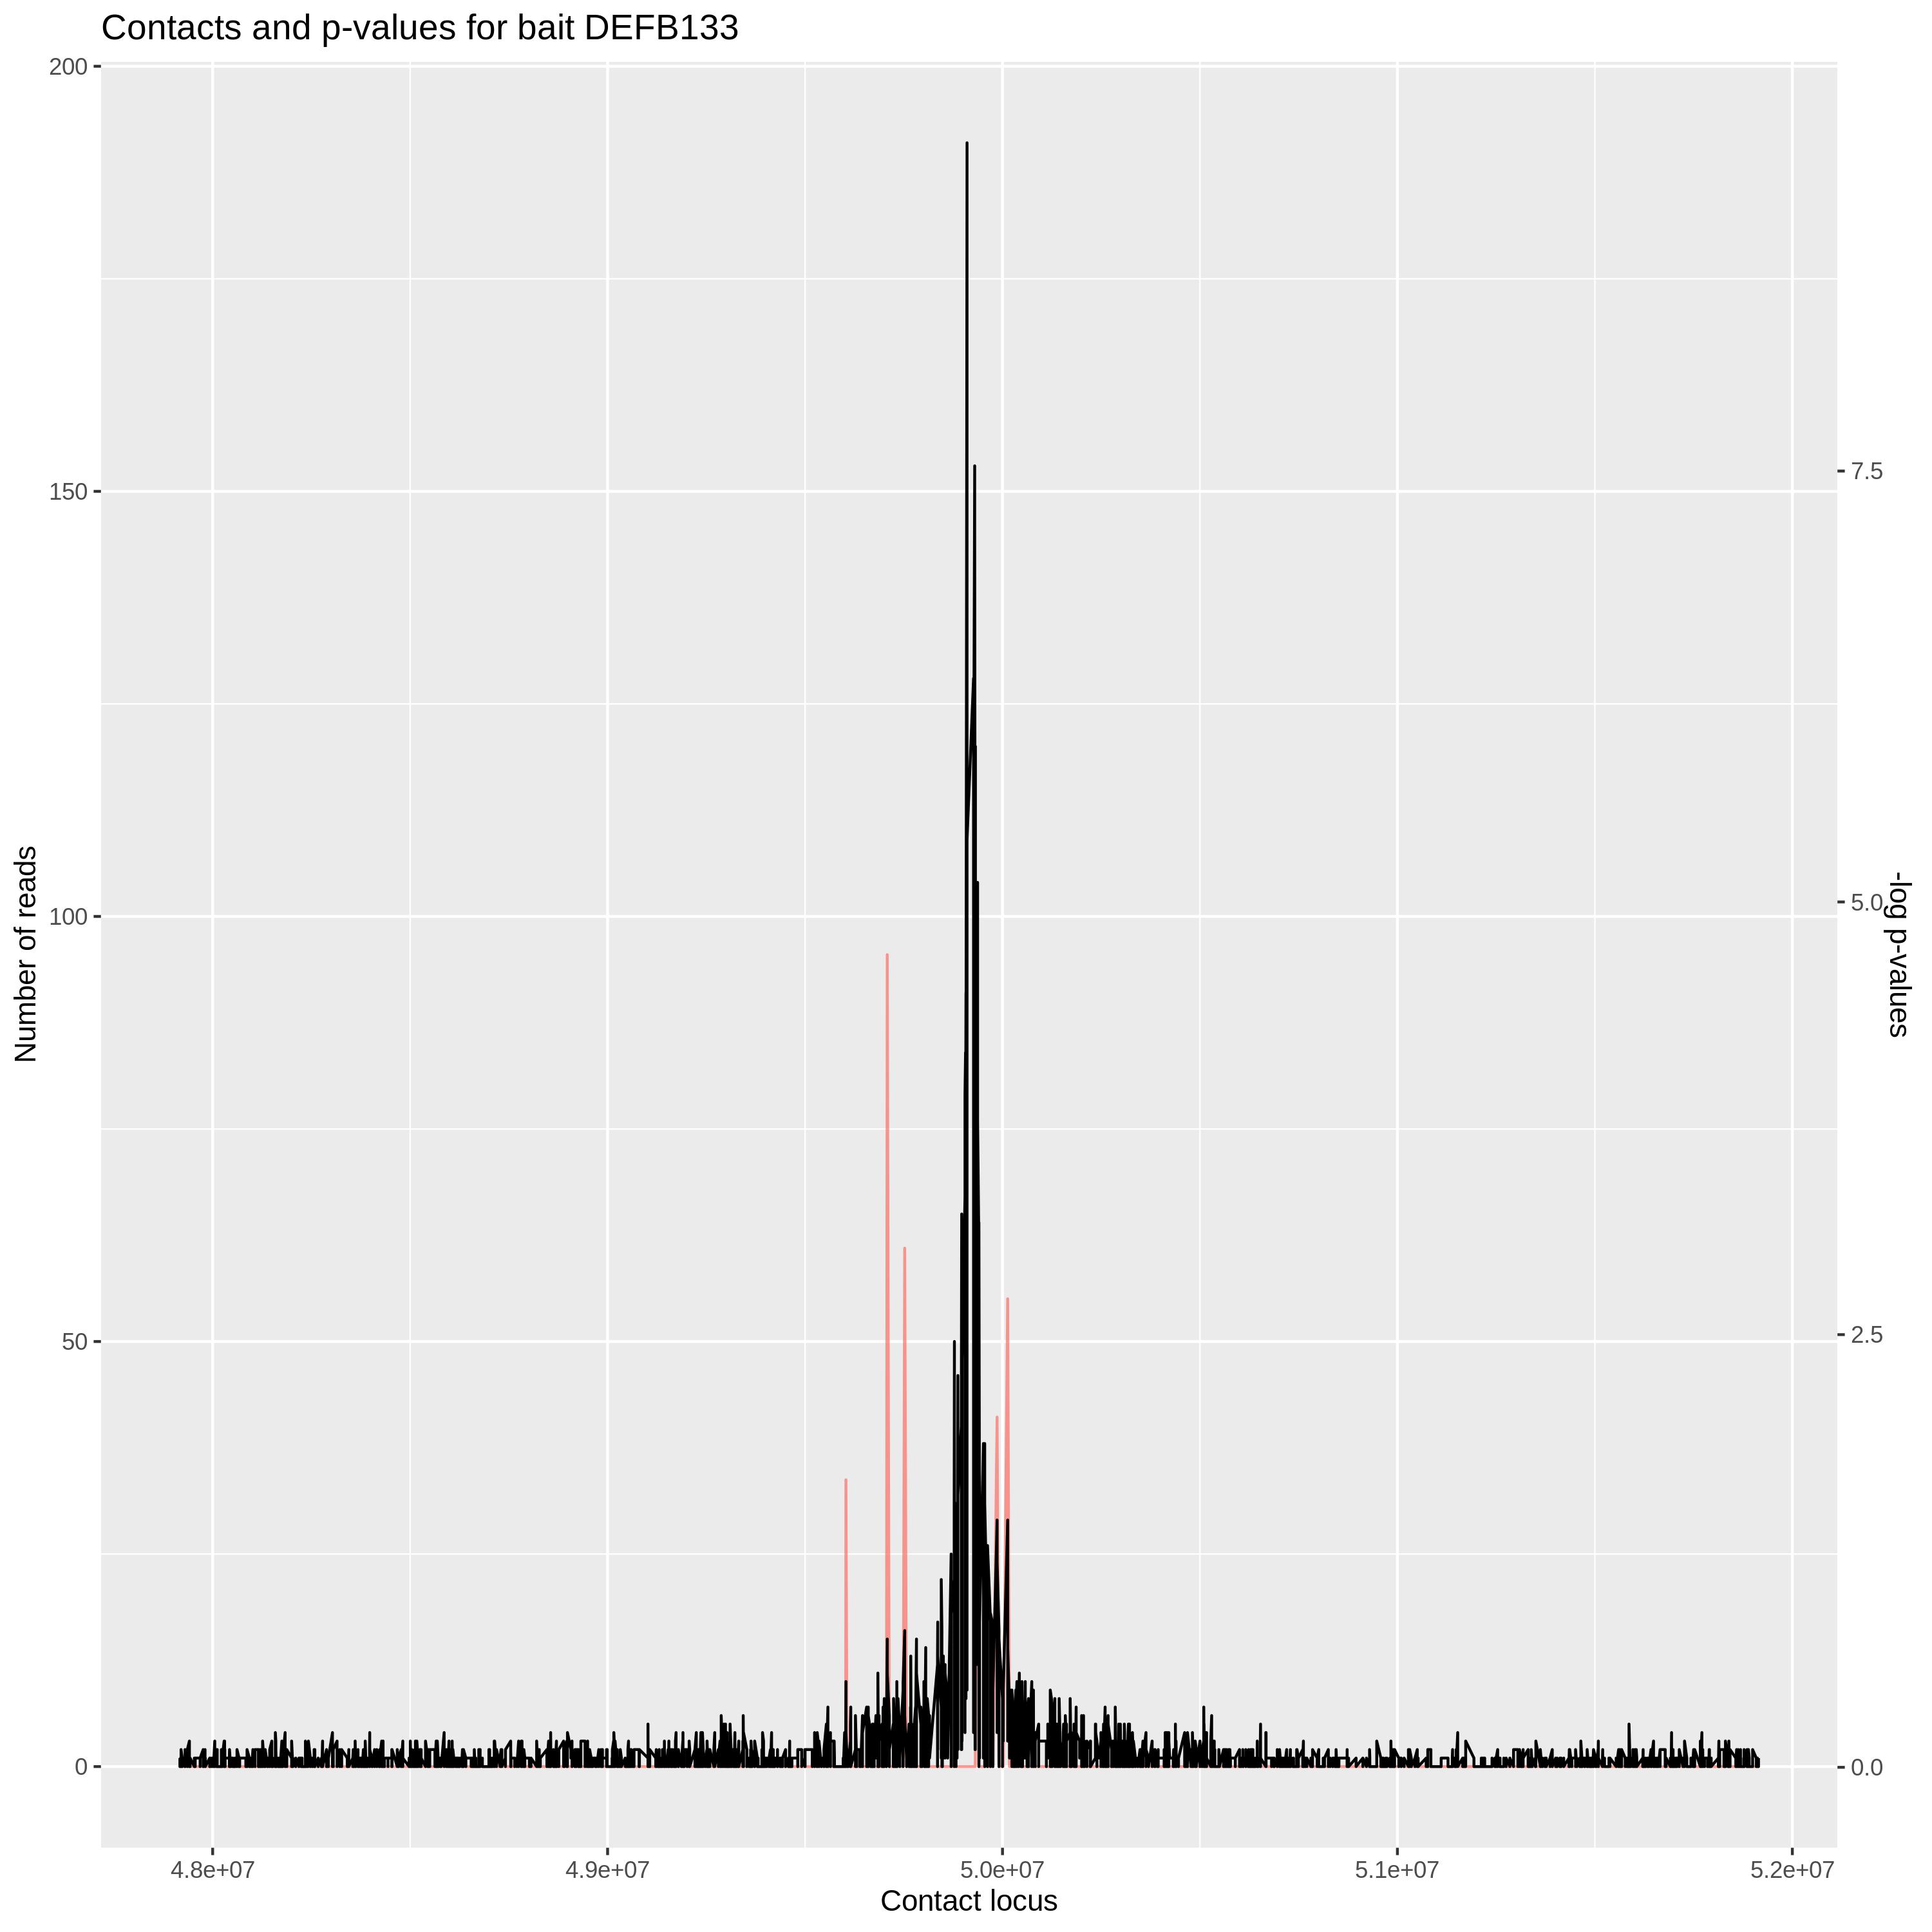 Contacts and p-values for bait DEFB133
200
150
100
50
0
Number of reads
7.5
5.0
2.5
0.0
-log p-values
4.8e+07
4.9e+07
5.0e+07
5.1e+07
5.2e+07
Contact locus